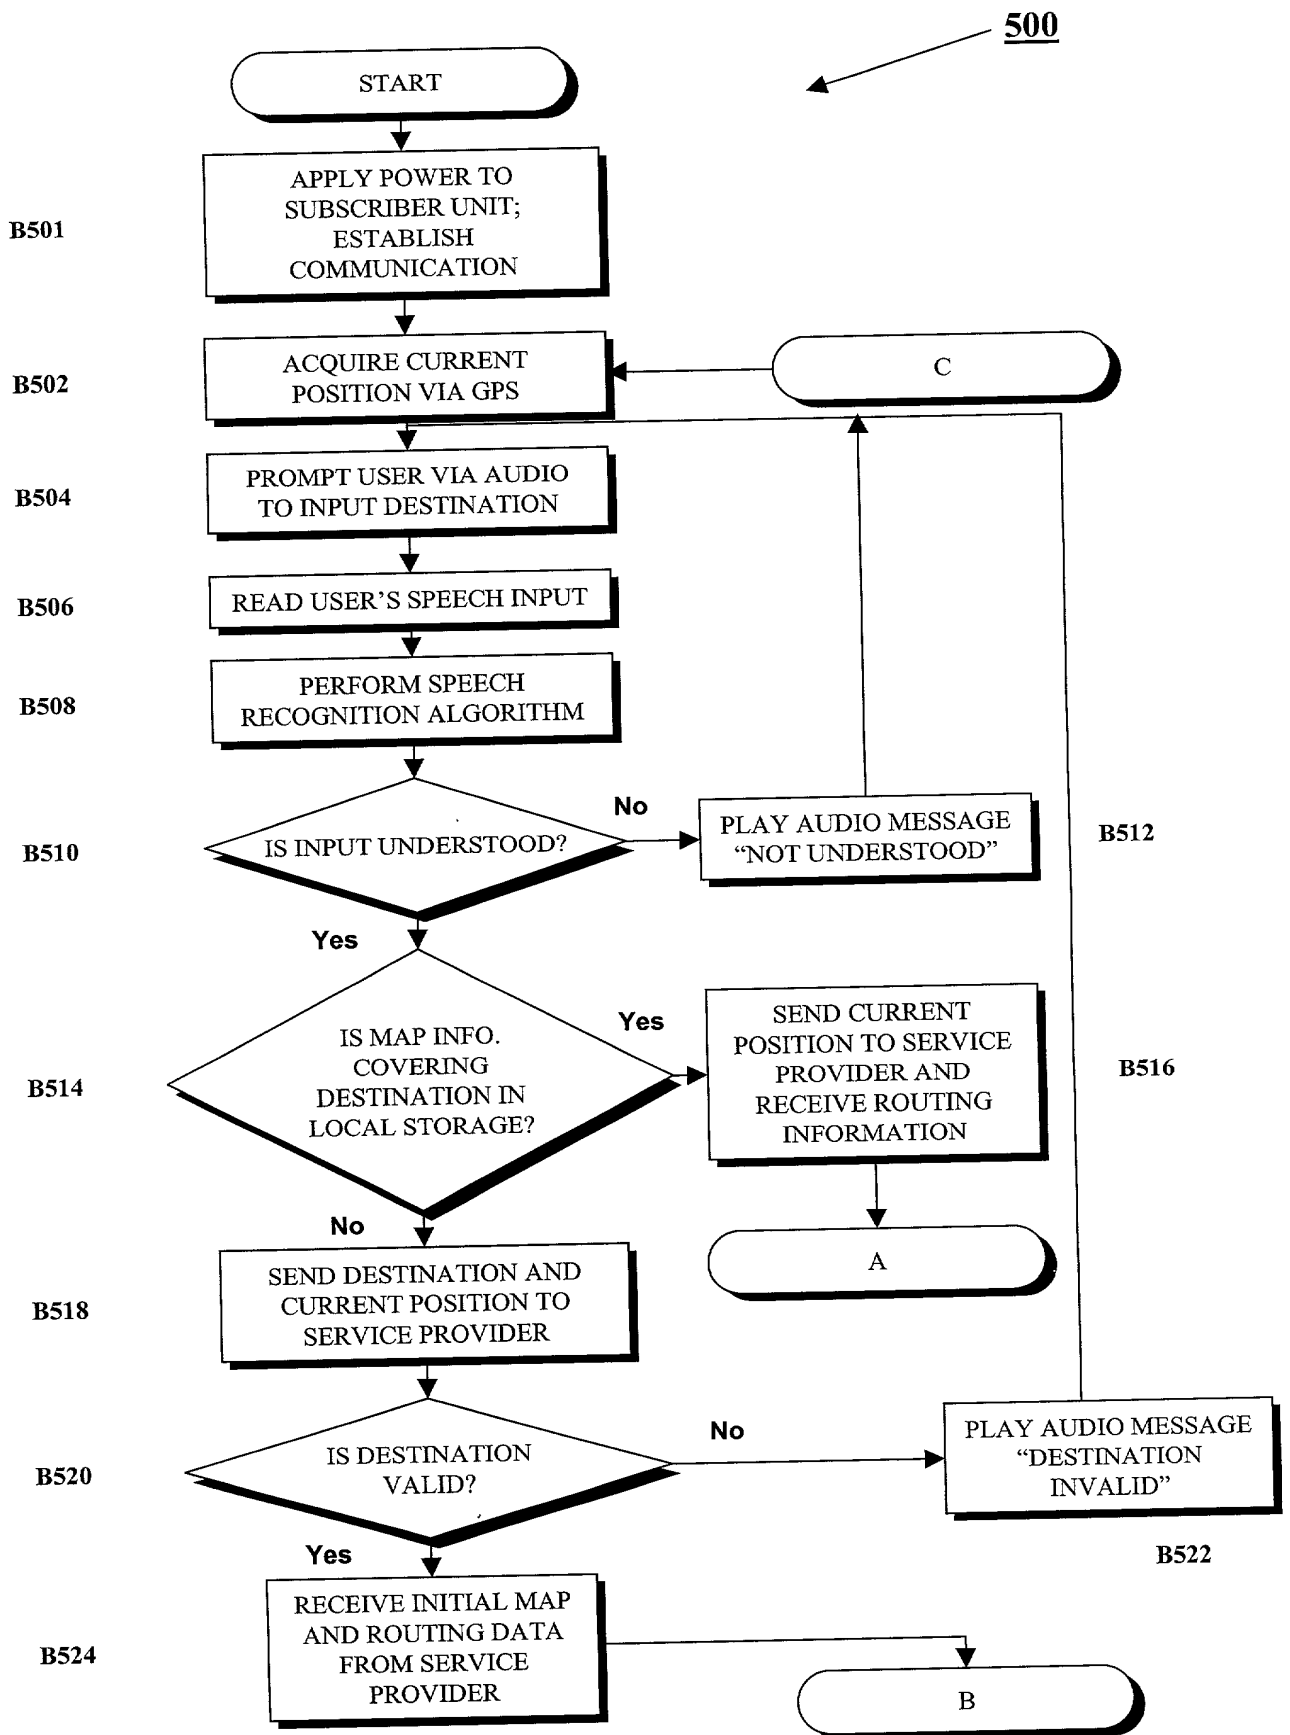 500
START
B501
APPLY POWER TO
SUBSCRIBER UNIT;
ESTABLISH
COMMUNICATION
B502
ACQUIRE CURRENT
POSITION VIA GPS
C
B504
PROMPT USER VIA AUDIO
TO INPUT DESTINATION
B506
READ USER'S SPEECH INPUT
B508
PERFORM SPEECH
RECOGNITION ALGORITHM
B510
IS INPUT UNDERSTOOD?
No
PLAY AUDIO MESSAGE
“NOT UNDERSTOOD”
B512
Yes
B514
IS MAP INFO.
COVERING
DESTINATION IN
LOCAL STORAGE?
Yes
SEND CURRENT
POSITION TO SERVICE
PROVIDER AND
RECEIVE ROUTING
INFORMATION
B516
A
No
B518
SEND DESTINATION AND
CURRENT POSITION TO
SERVICE PROVIDER
B520
IS DESTINATION
VALID?
No
PLAY AUDIO MESSAGE
“DESTINATION
INVALID”
B522
Yes
B524
RECEIVE INITIAL MAP
AND ROUTING DATA
FROM SERVICE
PROVIDER
B